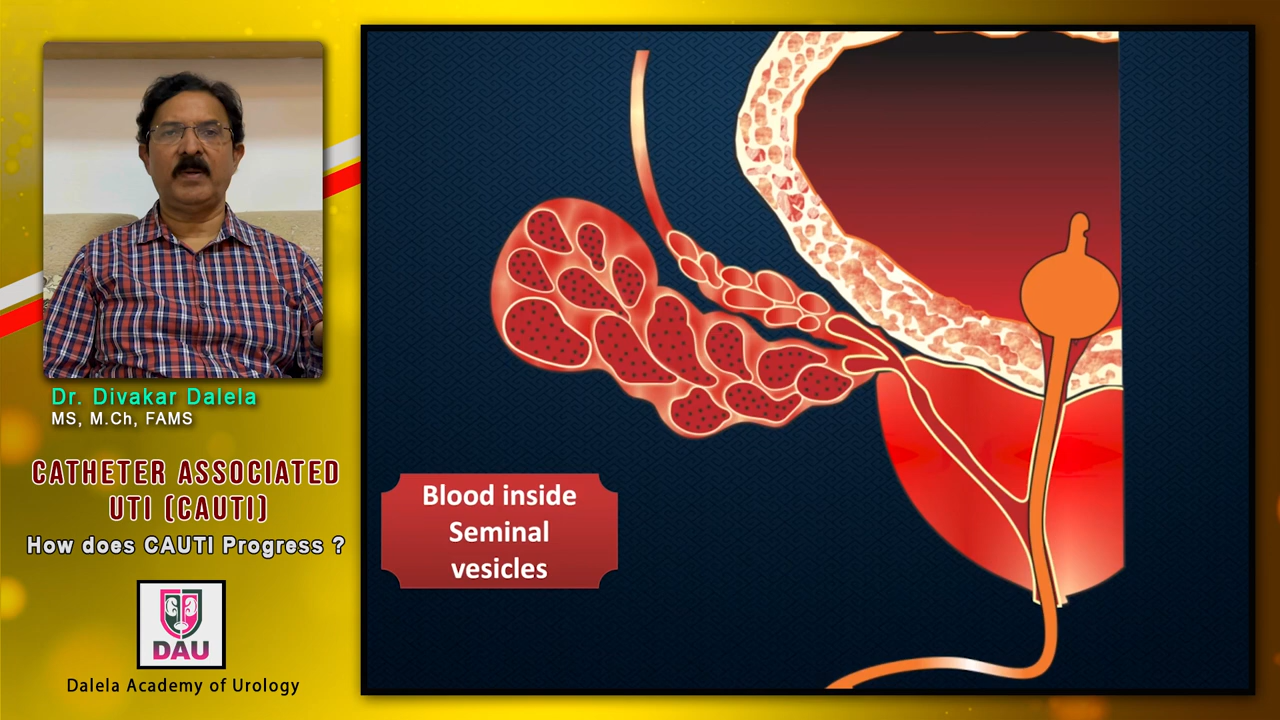 Dr. Divakar Dalela
MS, M.Ch, FAMS
CATHETER ASSOCIATED
UTI (CAUTI)
How does CAUTI Progress ?
DAU
Dalela Academy of Urology
Blood inside
Seminal
vesicles